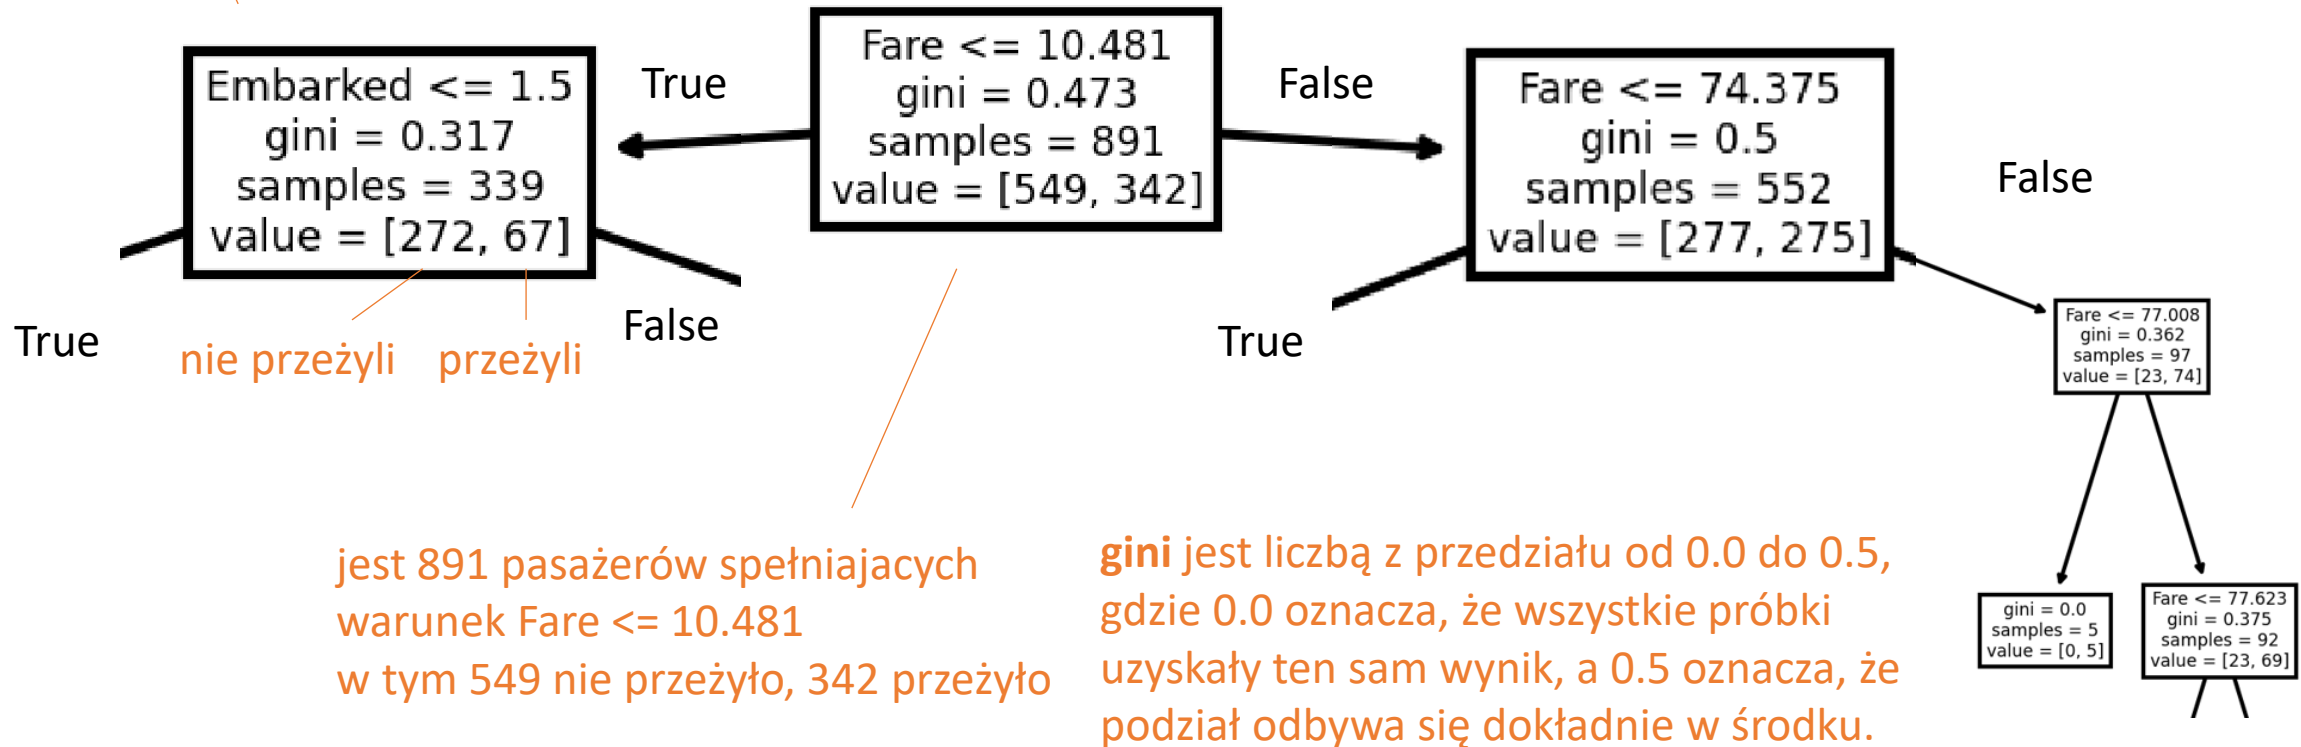 Fare <= 10.481
gini = 0.473
samples = 891
value = [549, 342]
True
False
Embarked <= 1.5
gini = 0.317
samples = 339
value = [272, 67]
Fare <= 74.375
gini = 0.5
samples = 552
value = [277, 275]
True
False
nie przeżyli
przeżyli
True
False
Fare <= 77.008
gini = 0.362
samples = 97
value = [23, 74]
gini = 0.0
samples = 5
value = [0, 5]
Fare <= 77.623
gini = 0.375
samples = 92
value = [23, 69]
jest 891 pasażerów spełniajacych
warunek Fare <= 10.481
w tym 549 nie przeżyło, 342 przeżyło
gini jest liczbą z przedziału od 0.0 do 0.5,
gdzie 0.0 oznacza, że wszystkie próbki
uzyskały ten sam wynik, a 0.5 oznacza, że
podział odbywa się dokładnie w środku.